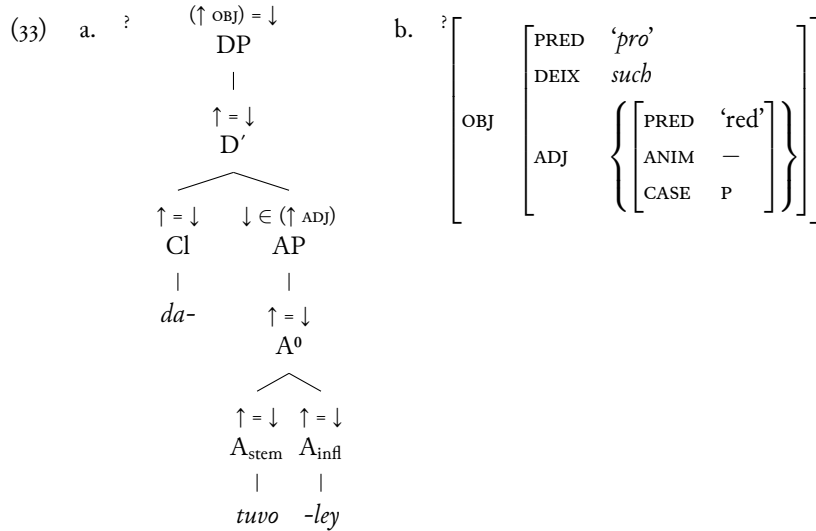 (33) a. ? (↑ OBJ) = ↓ b. ?
DP
↑ = ↓
D′
↑ = ↓ ↓ ∈ (↑ ADJ)
Cl AP
da-
↑ = ↓
A⁰
↑ = ↓ ↑ = ↓
A_stem A_infl
tuvo -ley
OBJ
PRED ‘pro’
DEIX such
ADJ
PRED ‘red’
ANIM —
CASE P